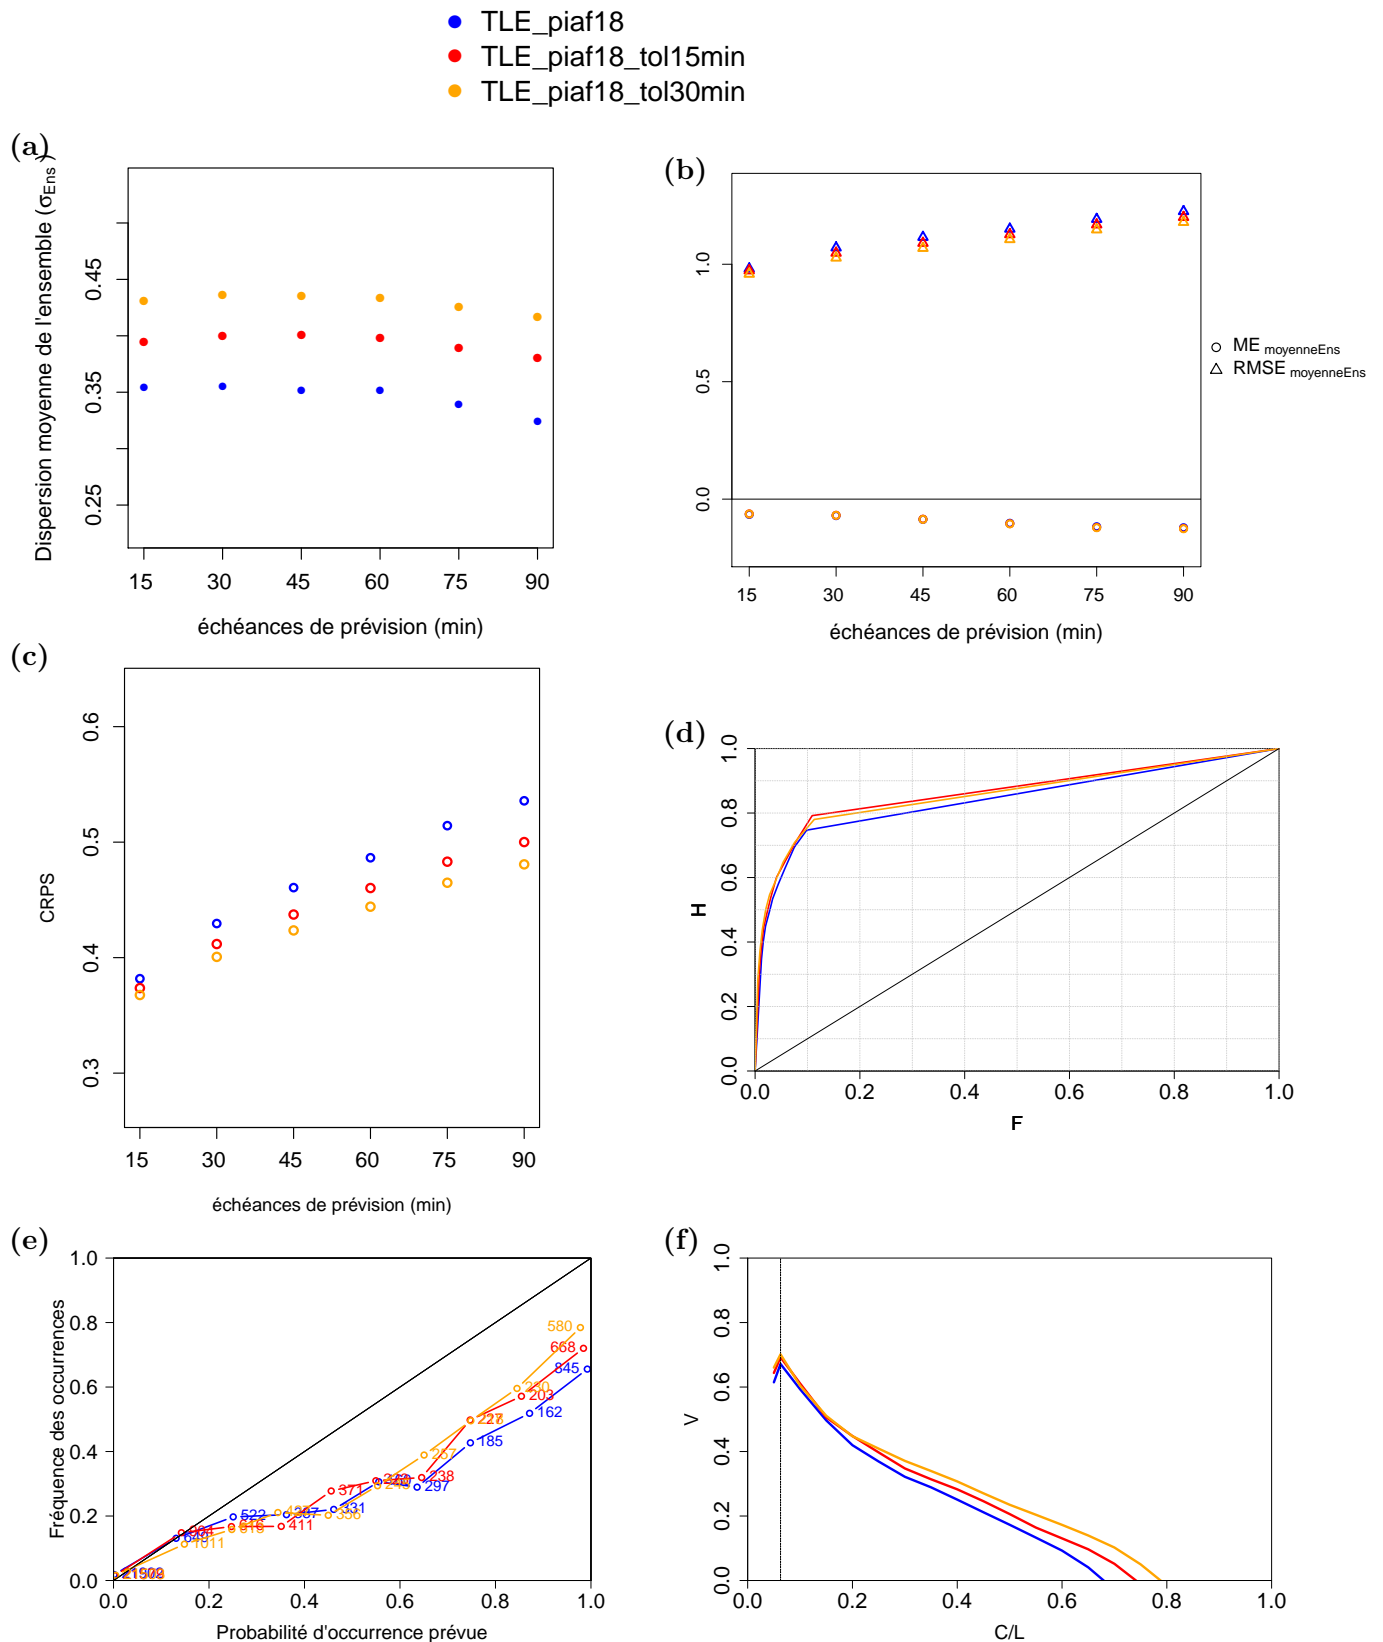 TLE_piaf18
TLE_piaf18_tol15min
TLE_piaf18_tol30min
(a)
Dispersion moyenne de l'ensemble (σEns)
0.25 0.35 0.45
15 30 45 60 75 90
échéances de prévision (min)
(b)
0.0 0.5 1.0
15 30 45 60 75 90
échéances de prévision (min)
ME moyenneEns
RMSE moyenneEns
(c)
CRPS
0.3 0.4 0.5 0.6
15 30 45 60 75 90
échéances de prévision (min)
(d)
H
0.0 0.2 0.4 0.6 0.8 1.0
0.0 0.2 0.4 0.6 0.8 1.0
F
(e)
Fréquence des occurrences
0.0 0.2 0.4 0.6 0.8 1.0
580
668
845
203
162
227
185
238
297
371
331
522
411
1011
0.0 0.2 0.4 0.6 0.8 1.0
Probabilité d'occurrence prévue
(f)
V
0.0 0.2 0.4 0.6 0.8 1.0
0.0 0.2 0.4 0.6 0.8 1.0
C/L